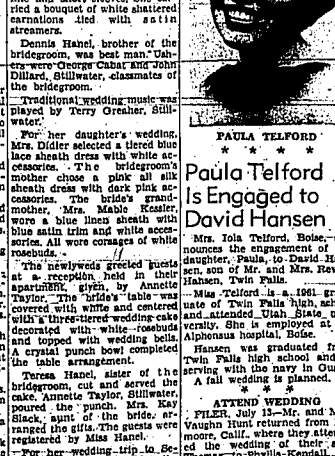 ried a bouquet of white shattered
carnations tied with satin
streamers.
Dennis Hanel, brother of the
bridegroom, was best man. Ush-
ers were George Cabat and John
Dillard, Stillwater, classmates of
the bridegroom.
Traditional wedding music was
played by Terry Greaher, Still-
water.
For her daughter's wedding,
Mrs. Didier selected a tiered blue
lace sheath dress with white ac-
cessories. The bridegroom's
mother chose a pink all silk
sheath dress with dark pink ac-
cessories. The bride's grand-
mother, Mrs. Mable Kessler,
wore a blue linen sheath with
blue satin trim and white acces-
sories. All wore corsages of white
rosebuds.
The newlyweds greeted guests
at a reception held in their
apartment, given by Annette
Taylor. The bride's table was
covered with white and centered
with a three-tiered wedding cake
decorated with white rosebuds
and topped with wedding bells.
A crystal punch bowl completed
the table arrangement.
Teresa Hanel, sister of the
bridegroom, cut and served the
cake. Annette Taylor, Stillwater,
poured the punch. Mrs. Kay
Slack, aunt of the bride, ar-
ranged the gifts. The guests were
registered by Miss Hanel.
For her wedding trip to Se-
PAULA TELFORD
* * * *
Paula Telford
Is Engaged to
David Hansen
Mrs. Iola Telford, Boise,
nounces the engagement of
daughter, Paula, to David H
sen, son of Mr. and Mrs. Ro
Hansen, Twin Falls.
Miss Telford is a 1961 gr
uate of Twin Falls high
and attended Utah State u
versity. She is employed
Alphonsus hospital, Boise.
Hansen was graduated fr
Twin Falls high school and
serving with the navy in Gu
A fall wedding is planned.
* * *
ATTEND WEDDING
FILER, July 13—Mr. and M
Vaughn Hunt returned from
moore, Calif., where they atten
ed the wedding of their
Phyllis Kendall